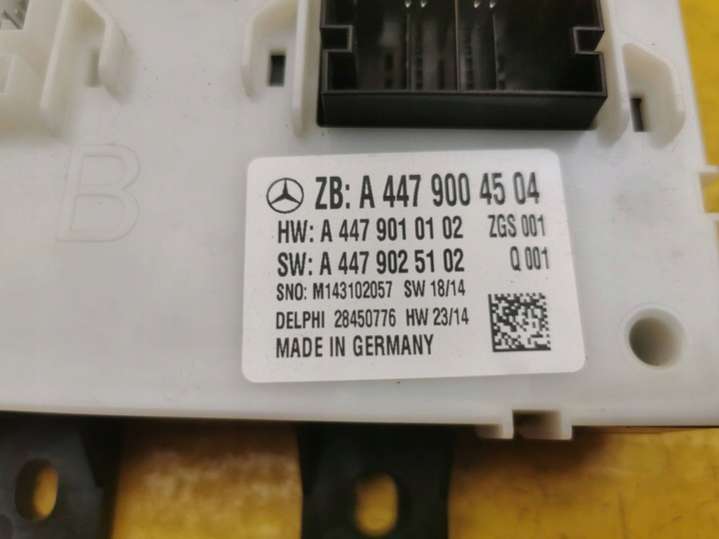 B
ZB: A 447 900 45 04
HW: A 447 901 01 02 ZGS 001
SW: A 447 902 51 02 Q 001
SNO: M143102057 SW 18/14
DELPHI 28450776 HW 23/14
MADE IN GERMANY